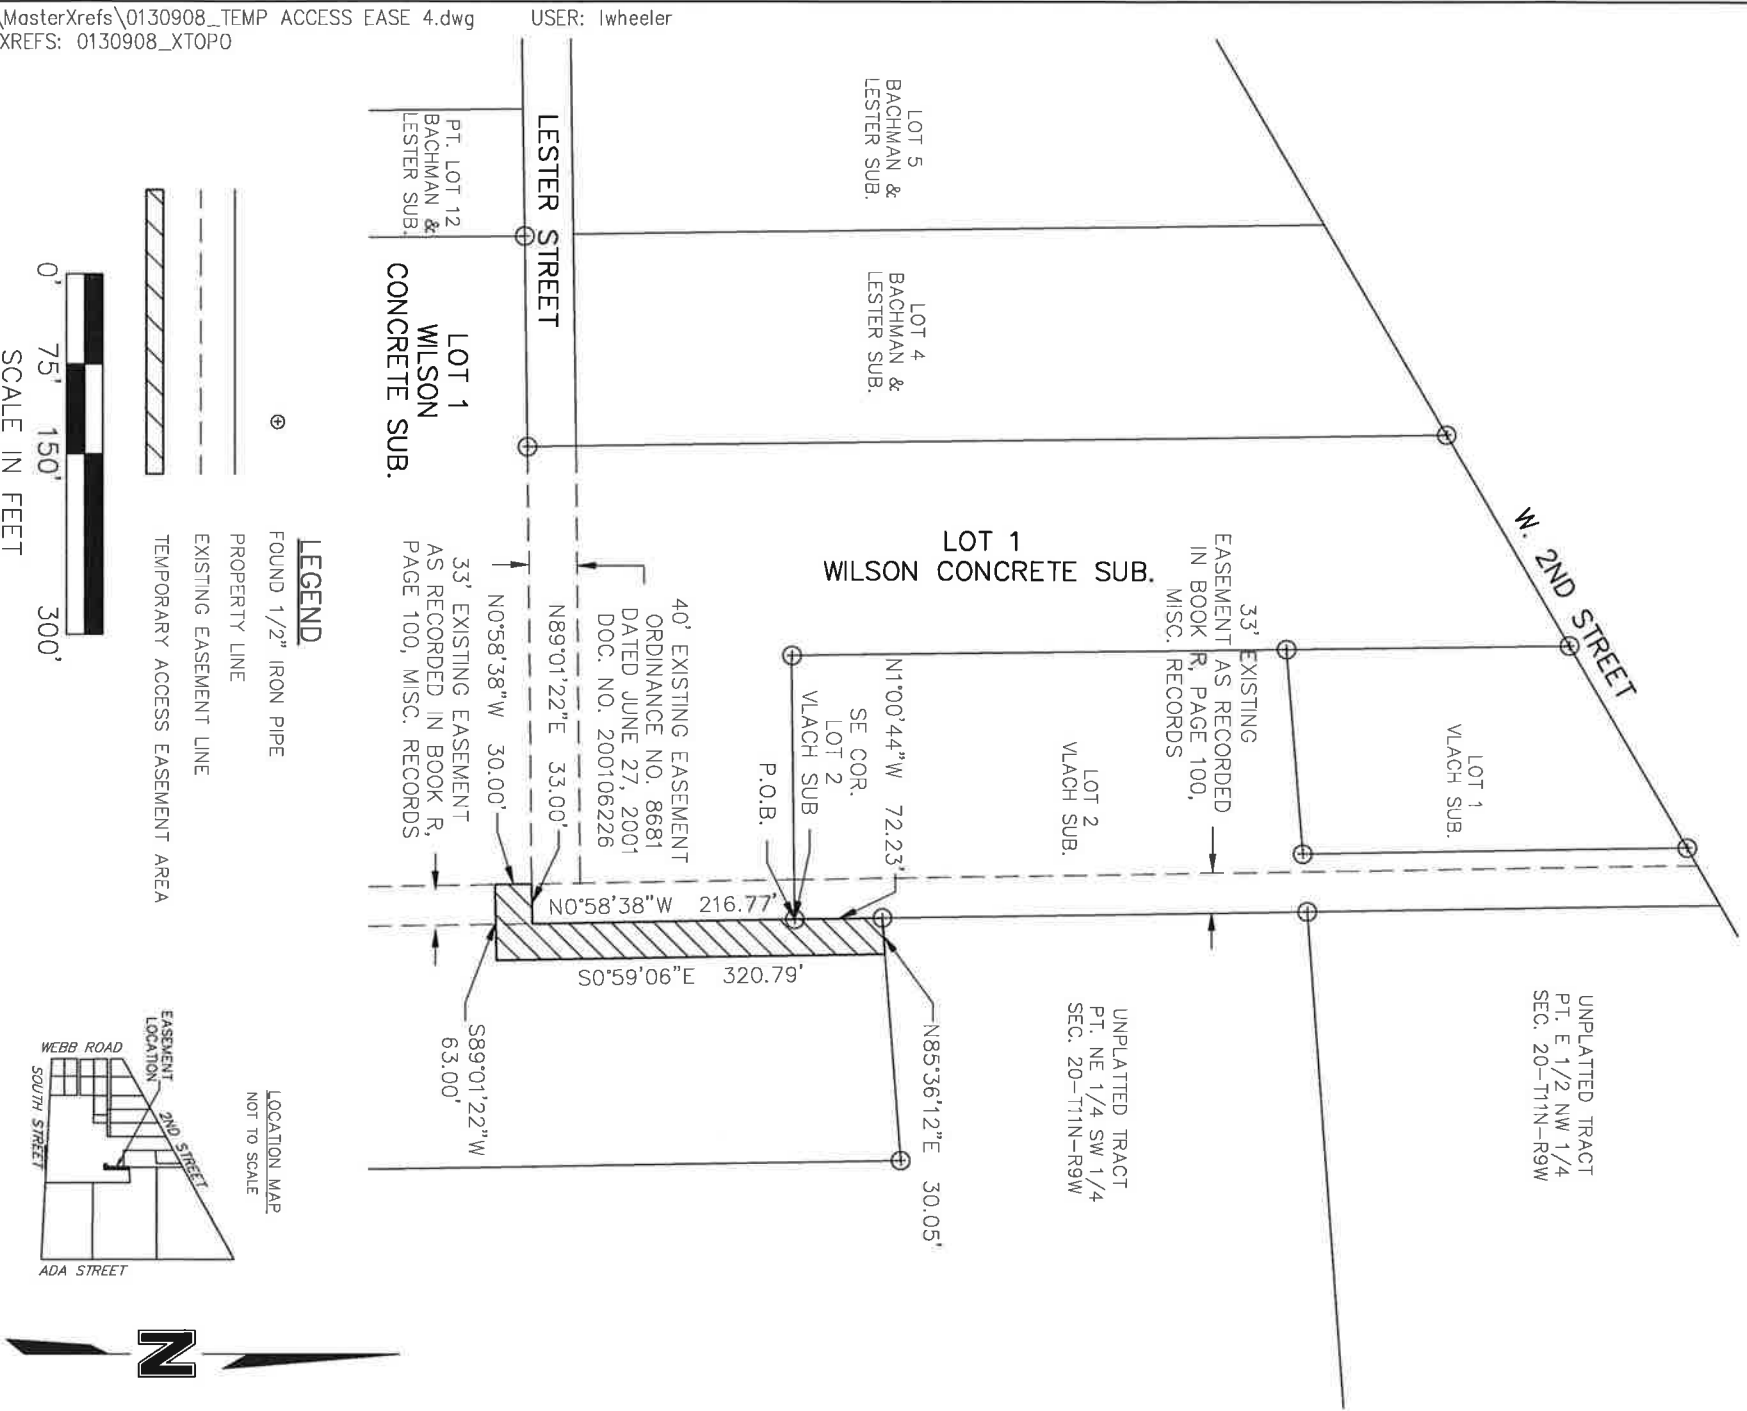 \MasterXrefs\0130908_TEMP ACCESS EASE 4.dwg USER: lwheeler
XREFS: 0130908_XTOPO
W. 2ND STREET
LOT 5
BACHMAN &
LESTER SUB.
LOT 4
BACHMAN &
LESTER SUB.
LESTER STREET
PT. LOT 12
BACHMAN &
LESTER SUB.
LOT 1
WILSON
CONCRETE SUB.
LOT 1
WILSON CONCRETE SUB.
33' EXISTING
EASEMENT AS RECORDED
IN BOOK R, PAGE 100,
MISC. RECORDS
LOT 1
VLACH SUB.
LOT 2
VLACH SUB.
N1°00'44"W 72.23'
SE COR.
LOT 2
VLACH SUB
P.O.B.
40' EXISTING EASEMENT
ORDINANCE NO. 8681
DATED JUNE 27, 2001
DOC. NO. 200106226
N89°01'22"E 33.00'
N0°58'38"W 30.00'
33' EXISTING EASEMENT
AS RECORDED IN BOOK R,
PAGE 100, MISC. RECORDS
N0°58'38"W 216.77'
S0°59'06"E 320.79'
N85°36'12"E 30.05'
S89°01'22"W
63.00'
UNPLATTED TRACT
PT. E 1/2 NW 1/4
SEC. 20-T11N-R9W
UNPLATTED TRACT
PT. NE 1/4 SW 1/4
SEC. 20-T11N-R9W
LEGEND
FOUND 1/2" IRON PIPE
PROPERTY LINE
EXISTING EASEMENT LINE
TEMPORARY ACCESS EASEMENT AREA
0' 75' 150' 300'
SCALE IN FEET
LOCATION MAP
NOT TO SCALE
EASEMENT
LOCATION
2ND STREET
WEBB ROAD
SOUTH STREET
ADA STREET
N